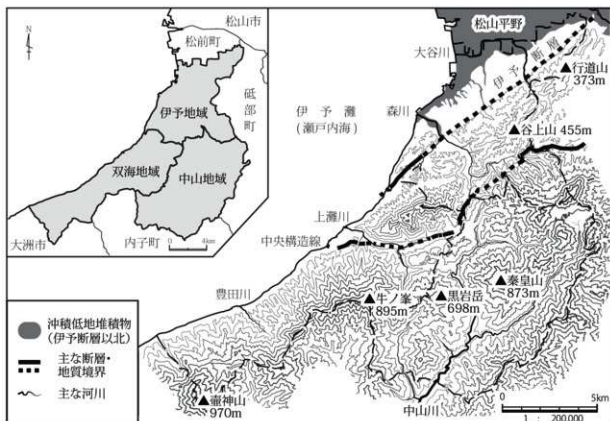 N
松山市
松前町
砥部町
伊予地域
双海地域
中山地域
大洲市
内子町
0 4km
松山平野
大谷川
伊予断層
行道山
373m
伊予灘
(瀬戸内海)
森川
谷上山 455m
上灘川
中央構造線
豊田川
牛ノ峯
895m
黒岩岳
698m
秦皇山
873m
壷神山
970m
中山川
沖積低地堆積物
(伊予断層以北)
主な断層・
地質境界
主な河川
0 5km
1 : 200,000